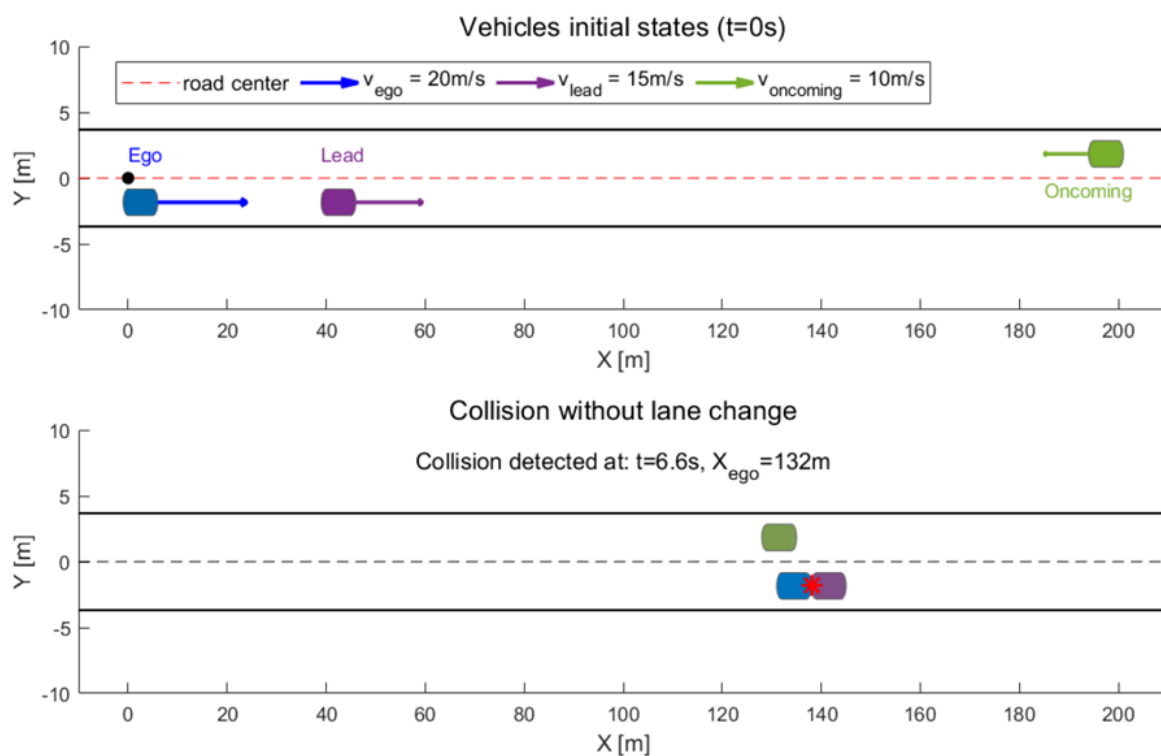 Vehicles initial states (t=0s)
road center v_ego = 20m/s v_lead = 15m/s v_oncoming = 10m/s
Ego
Lead
Oncoming
10
5
0
-5
-10
Y [m]
0 20 40 60 80 100 120 140 160 180 200
X [m]
Collision without lane change
Collision detected at: t=6.6s, X_ego=132m
10
5
0
-5
-10
Y [m]
0 20 40 60 80 100 120 140 160 180 200
X [m]